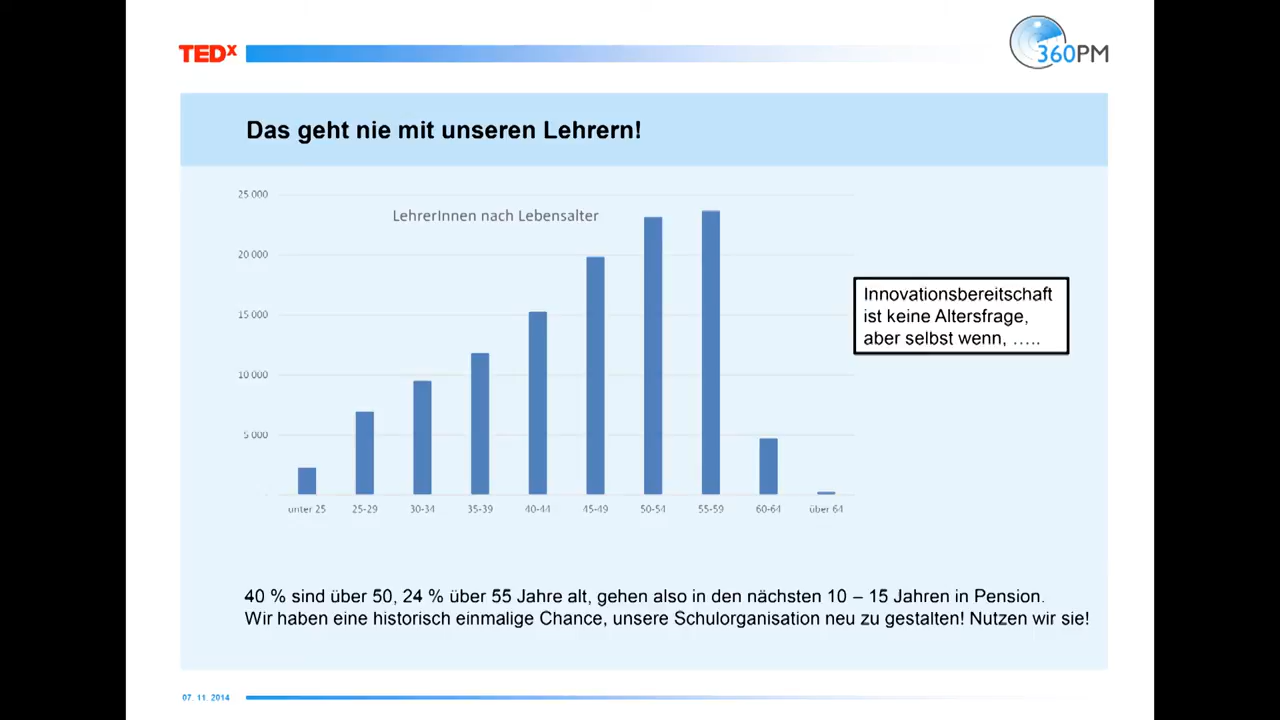 TEDx
360PM
Das geht nie mit unseren Lehrern!
LehrerInnen nach Lebensalter
25 000
20 000
15 000
10 000
5 000
-
unter 25 25-29 30-34 35-39 40-44 45-49 50-54 55-59 60-64 über 64
Innovationsbereitschaft
ist keine Altersfrage,
aber selbst wenn, …..
40 % sind über 50, 24 % über 55 Jahre alt, gehen also in den nächsten 10 – 15 Jahren in Pension.
Wir haben eine historisch einmalige Chance, unsere Schulorganisation neu zu gestalten! Nutzen wir sie!
07. 11. 2014